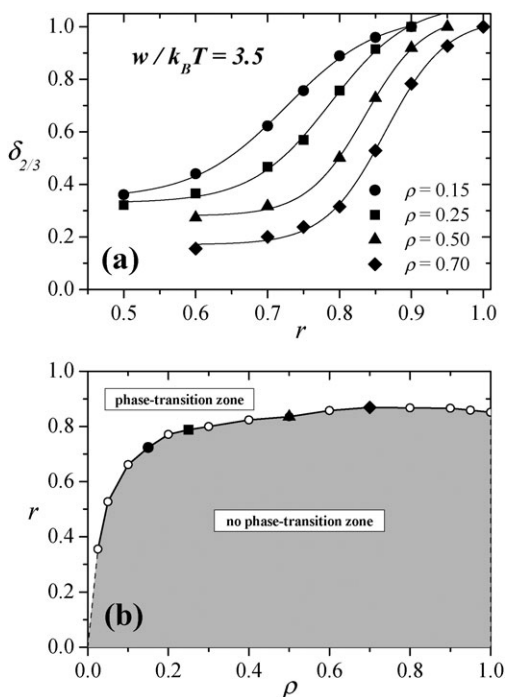 1.0
w / k_B T = 3.5
0.8
δ_{2/3}
0.6
0.4
0.2
0.0
(a)
ρ = 0.15
ρ = 0.25
ρ = 0.50
ρ = 0.70
0.5 0.6 0.7 0.8 0.9 1.0
r
(b)
1.0
phase-transition zone
0.8
0.6
r
no phase-transition zone
0.4
0.2
0.0
0.0 0.2 0.4 0.6 0.8 1.0
ρ